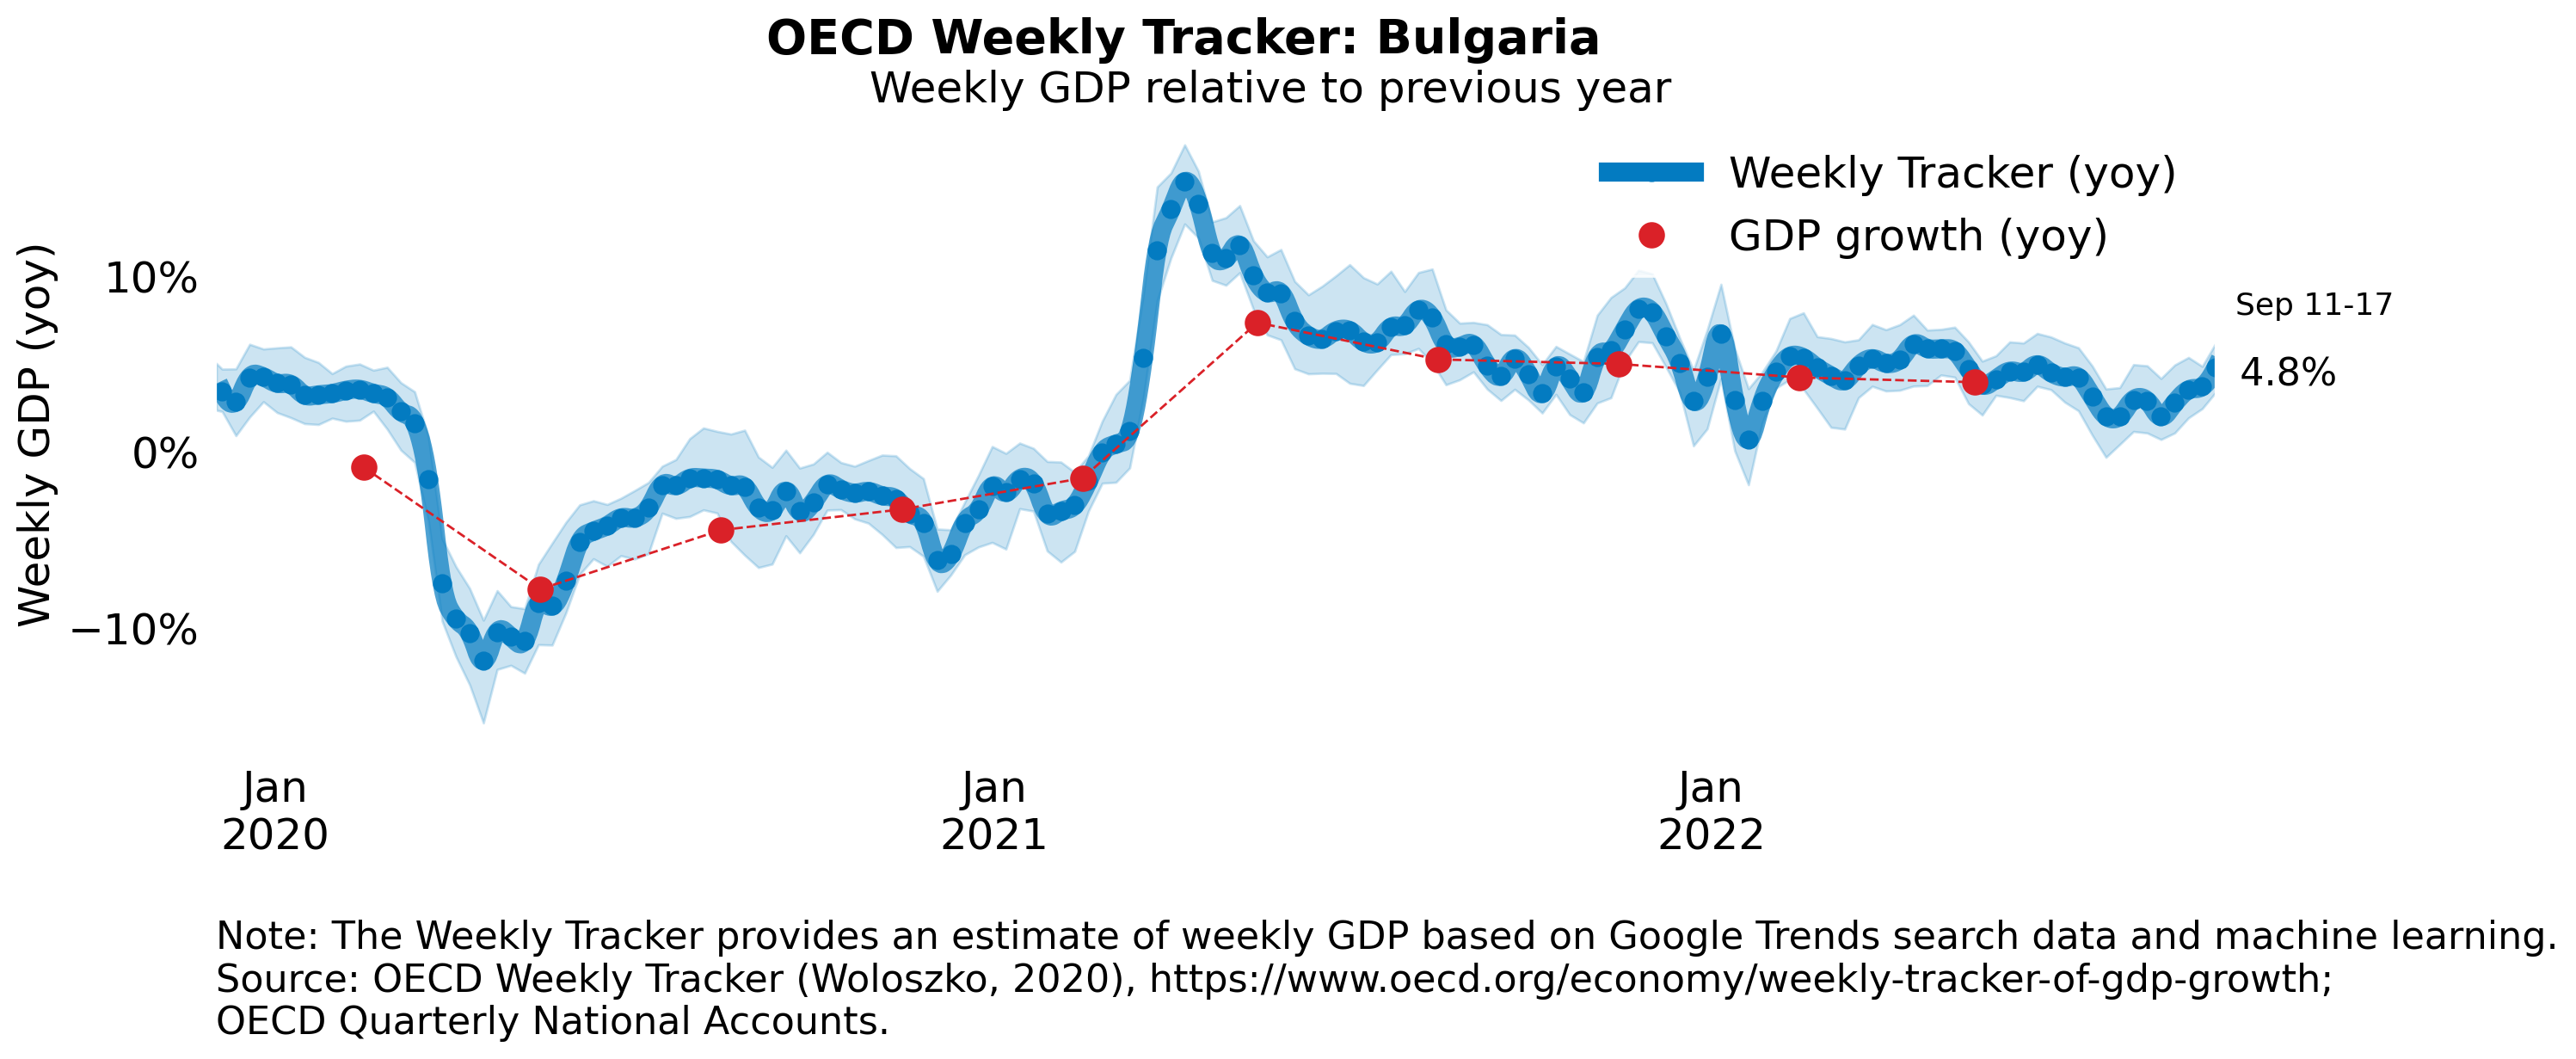 OECD Weekly Tracker: Bulgaria
Weekly GDP relative to previous year
Weekly Tracker (yoy)
GDP growth (yoy)
Weekly GDP (yoy)
10%
0%
−10%
Sep 11-17
4.8%
Jan
2020
Jan
2021
Jan
2022
Note: The Weekly Tracker provides an estimate of weekly GDP based on Google Trends search data and machine learning.
Source: OECD Weekly Tracker (Woloszko, 2020), https://www.oecd.org/economy/weekly-tracker-of-gdp-growth;
OECD Quarterly National Accounts.